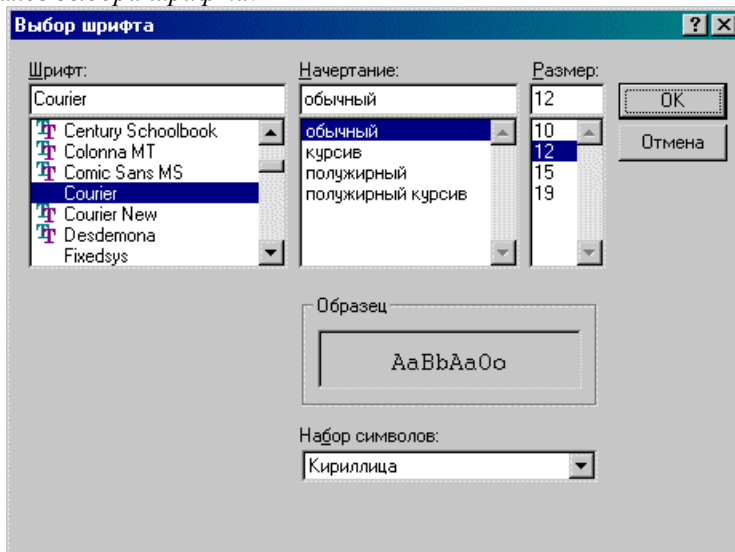 Выбор шрифта
Шрифт:
Courier
Century Schoolbook
Colonna MT
Comic Sans MS
Courier
Courier New
Desdemona
Fixedsys
Начертание:
обычный
обычный
курсив
полужирный
полужирный курсив
Размер:
12
10
12
15
19
OK
Отмена
Образец
АаВbАаОо
Набор символов:
Кириллица